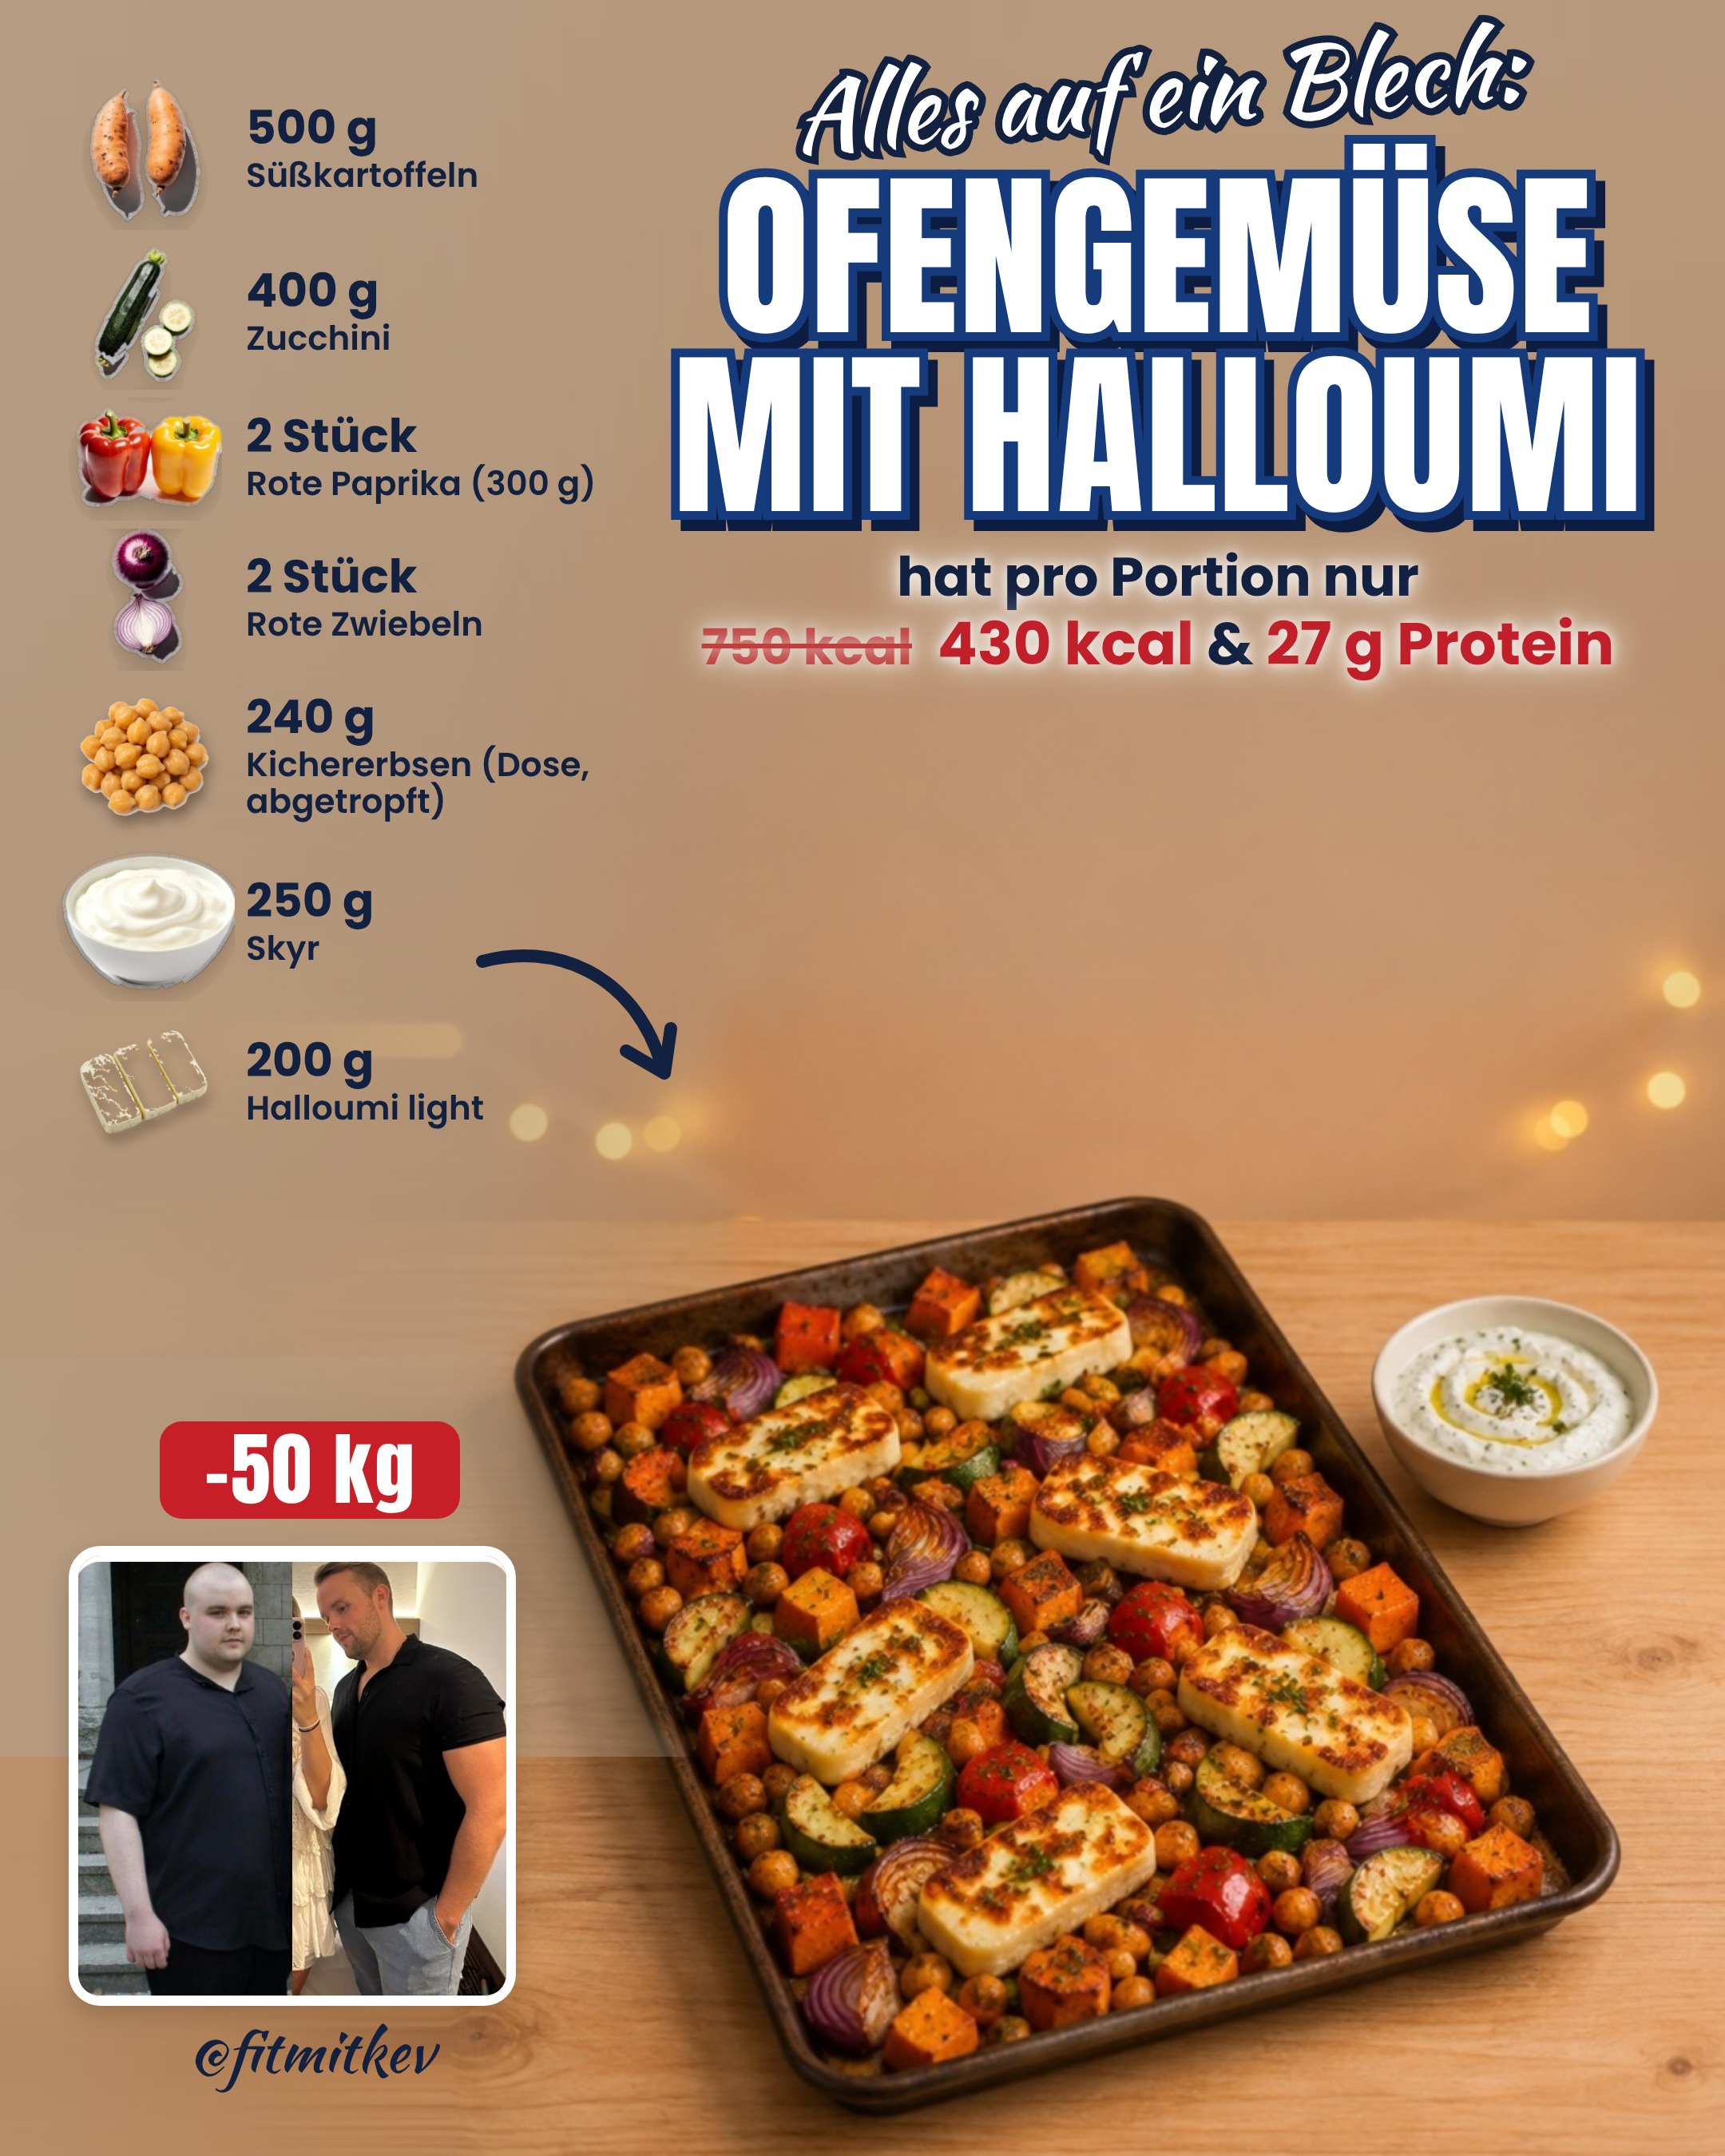 Alles auf ein Blech:
OFENGEMÜSE
MIT HALLOUMI
hat pro Portion nur
750 kcal 430 kcal & 27 g Protein
500 g
Süßkartoffeln
400 g
Zucchini
2 Stück
Rote Paprika (300 g)
2 Stück
Rote Zwiebeln
240 g
Kichererbsen (Dose,
abgetropft)
250 g
Skyr
200 g
Halloumi light
-50 kg
@fitmitkev